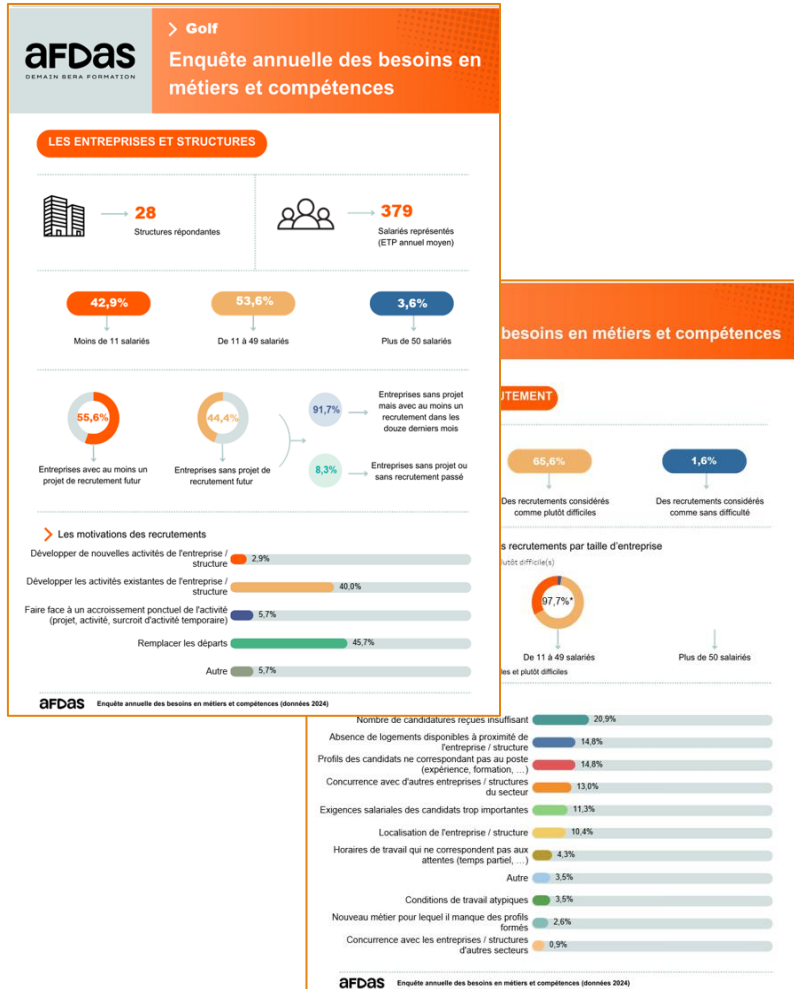 aFDas
DEMAIN SERA FORMATION
Golf
Enquête annuelle des besoins en
métiers et compétences
LES ENTREPRISES ET STRUCTURES
28
Structures répondantes
379
Salariés représentés
(ETP annuel moyen)
42,9%
53,6%
3,6%
Moins de 11 salariés
De 11 à 49 salariés
Plus de 50 salariés
55,6%
44,4%
91,7%
Entreprises sans projet
mais avec au moins un
recrutement dans les
douze derniers mois
8,3%
Entreprises sans projet ou
sans recrutement passé
Entreprises avec au moins un
projet de recrutement futur
Entreprises sans projet de
recrutement futur
Les motivations des recrutements
Développer de nouvelles activités de l'entreprise /
structure
2,9%
Développer les activités existantes de l'entreprise /
structure
40,0%
Faire face à un accroissement ponctuel de l'activité
(projet, activité, surcroit d'activité temporaire)
5,7%
Remplacer les départs
45,7%
Autre
5,7%
aFDas
Enquête annuelle des besoins en métiers et compétences (données 2024)
besoins en métiers et compétences
UTEMENT
65,6%
1,6%
Des recrutements considérés
comme plutôt difficiles
Des recrutements considérés
comme sans difficulté
s recrutements par taille d'entreprise
lutôt difficile(s)
97,7%*
De 11 à 49 salariés
Plus de 50 salairiés
les et plutôt difficiles
Nombre de candidatures reçues insuffisant
20,9%
Absence de logements disponibles à proximité de
l'entreprise / structure
14,8%
Profils des candidats ne correspondant pas au poste
(expérience, formation, …)
14,8%
Concurrence avec d'autres entreprises / structures
du secteur
13,0%
Exigences salariales des candidats trop importantes
11,3%
Localisation de l'entreprise / structure
10,4%
Horaires de travail qui ne correspondent pas aux
attentes (temps partiel, …)
4,3%
Autre
3,5%
Conditions de travail atypiques
3,5%
Nouveau métier pour lequel il manque des profils
formés
2,6%
Concurrence avec les entreprises / structures
d'autres secteurs
0,9%
aFDas
Enquête annuelle des besoins en métiers et compétences (données 2024)